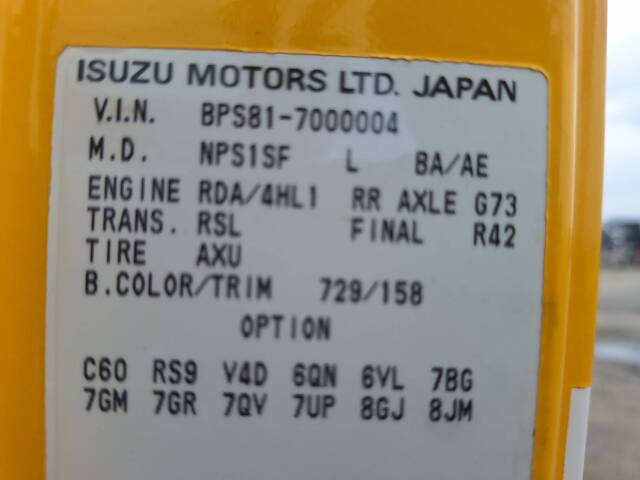 ISUZU MOTORS LTD. JAPAN
V.I.N. BPS81-7000004
M.D. NPS1SF L BA/AE
ENGINE RDA/4HL1 RR AXLE G73
TRANS. RSL FINAL R42
TIRE AXU
B.COLOR/TRIM 729/158
OPTION
C60 RS9 V4D 6QN 6VL 7BG
7GM 7GR 7QV 7UP 8GJ 8JM